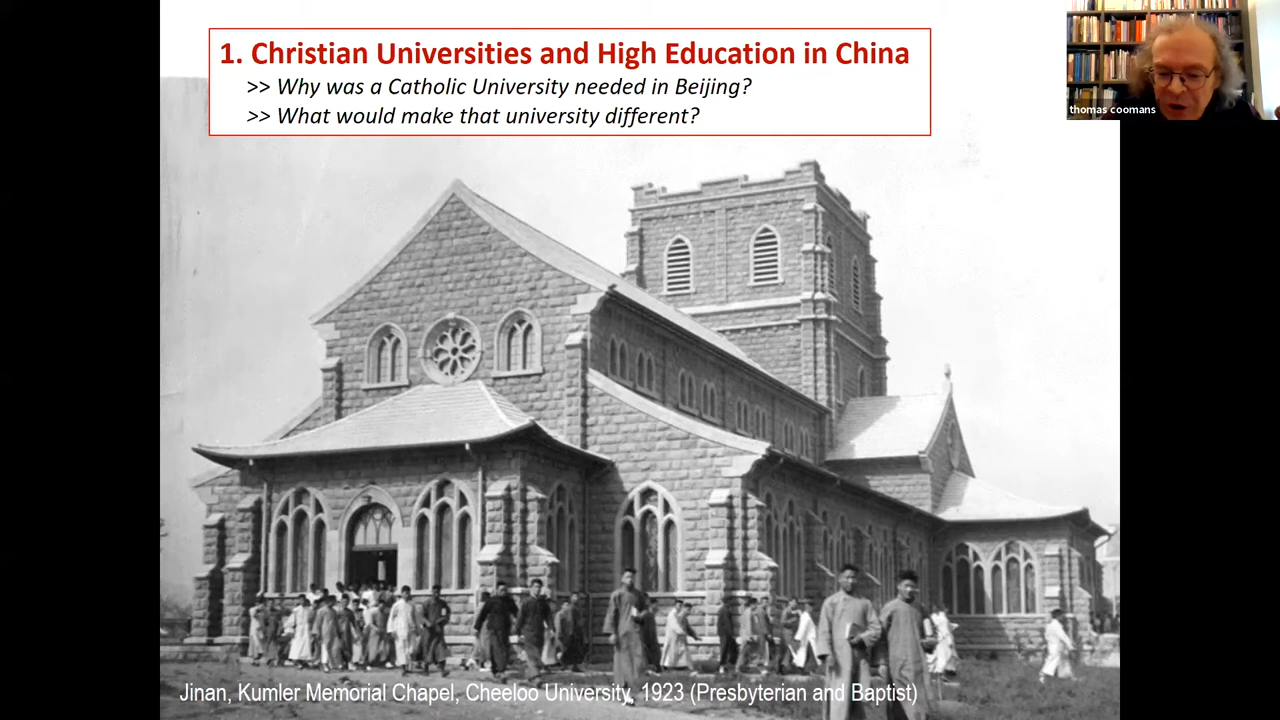 1. Christian Universities and High Education in China
>> Why was a Catholic University needed in Beijing?
>> What would make that university different?
thomas coomans
Jinan, Kumler Memorial Chapel, Cheeloo University, 1923 (Presbyterian and Baptist)